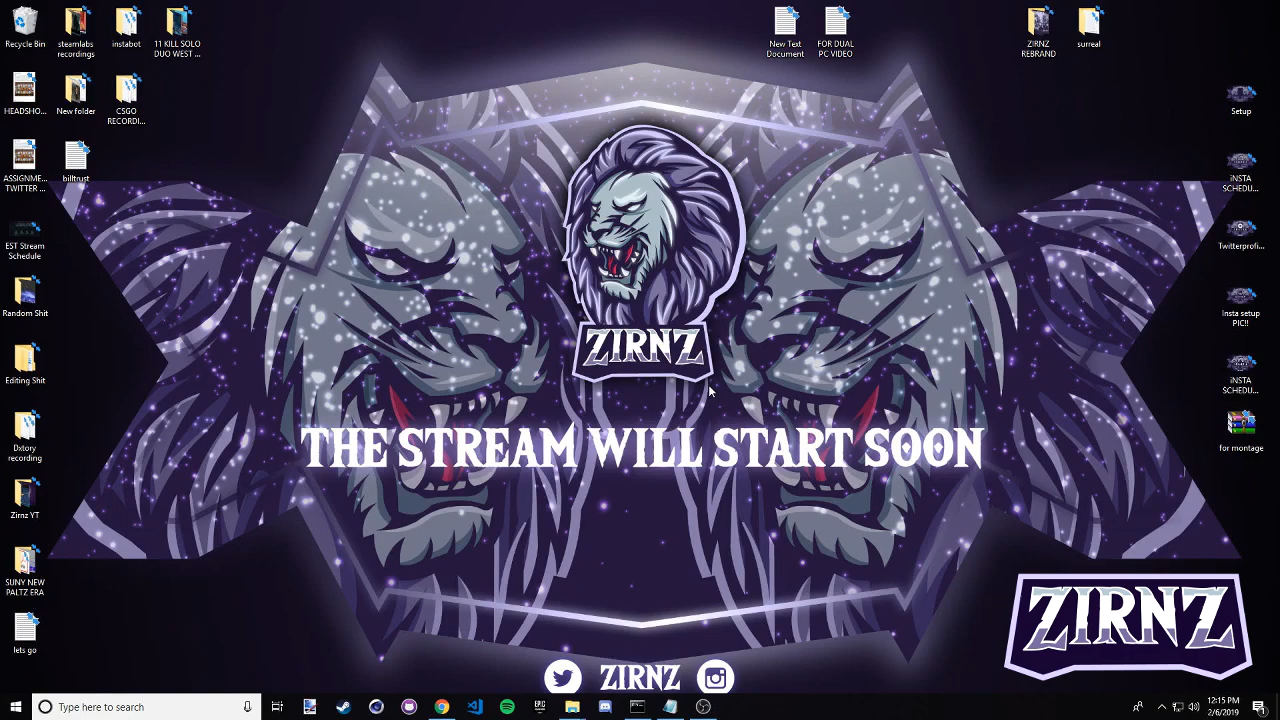 Recycle Bin
steamlabs
recordings
instabot
11 KILL SOLO
DUO WEST ...
New Text
Document
FOR DUAL
PC VIDEO
ZIRNZ
REBRAND
surreal
HEADSHO...
New folder
CSGO
RECORDI...
Setup
ASSIGNME...
TWITTER ...
billtrust
iNSTA
SCHEDU...
EST Stream
Schedule
Twitterprofi...
Random Shit
Insta setup
PIC!!
Editing Shit
iNSTA
SCHEDU...
Dxtory
recording
for montage
Zirnz YT
SUNY NEW
PALTZ ERA
lets go
ZIRNZ
THE STREAM WILL START SOON
ZIRNZ
ZIRNZ
Type here to search
EPIC
12:15 PM
2/6/2019